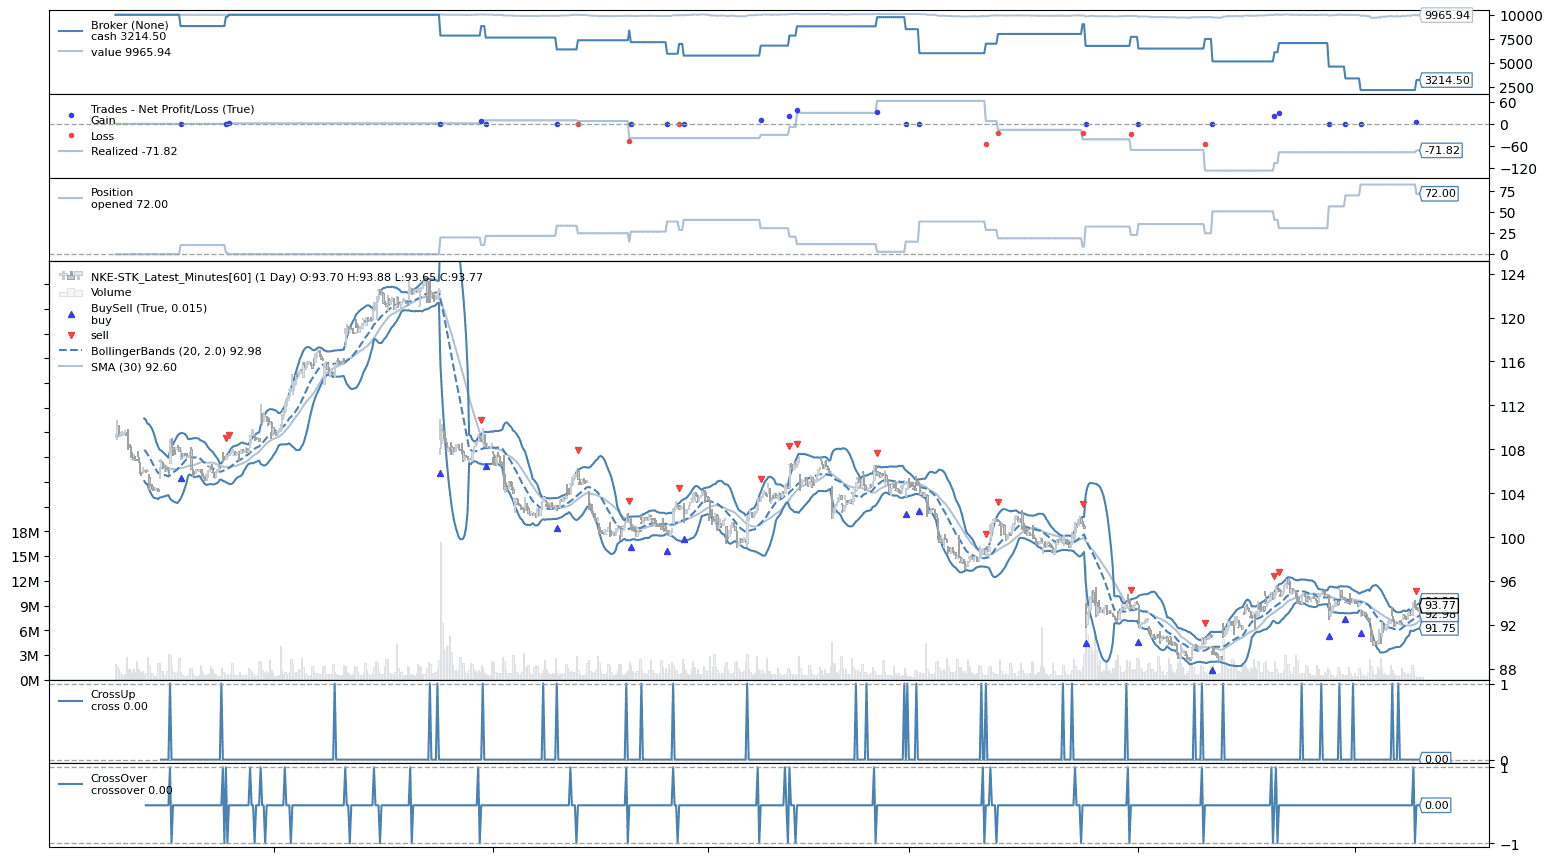 Broker (None)
cash 3214.50
value 9965.94
9965.94
10000
7500
5000
3214.50
2500
Trades - Net Profit/Loss (True)
Gain
Loss
Realized -71.82
60
0
−60
-71.82
−120
Position
opened 72.00
75
72.00
50
25
0
NKE-STK_Latest_Minutes[60] (1 Day) O:93.70 H:93.88 L:93.65 C:93.77
Volume
BuySell (True, 0.015)
buy
sell
BollingerBands (20, 2.0) 92.98
SMA (30) 92.60
124
120
116
112
108
104
100
96
93.77
92.98
92
91.75
88
18M
15M
12M
9M
6M
3M
0M
CrossUp
cross 0.00
1
0.00
0
CrossOver
crossover 0.00
1
0.00
−1